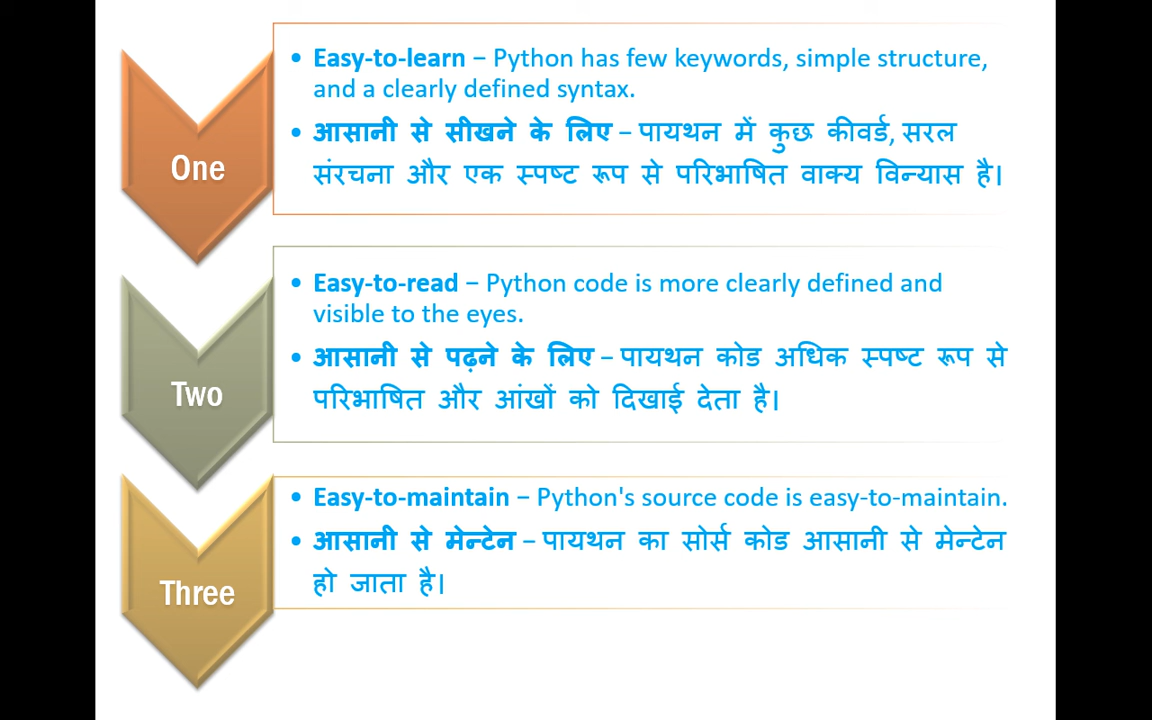 One
• Easy-to-learn – Python has few keywords, simple structure,
and a clearly defined syntax.
• आसानी से सीखने के लिए – पायथन में कुछ कीवर्ड, सरल
संरचना और एक स्पष्ट रूप से परिभाषित वाक्य विन्यास है।
Two
• Easy-to-read – Python code is more clearly defined and
visible to the eyes.
• आसानी से पढ़ने के लिए – पायथन कोड अधिक स्पष्ट रूप से
परिभाषित और आंखों को दिखाई देता है।
Three
• Easy-to-maintain – Python's source code is easy-to-maintain.
• आसानी से मेन्टेन – पायथन का सोर्स कोड आसानी से मेन्टेन
हो जाता है।